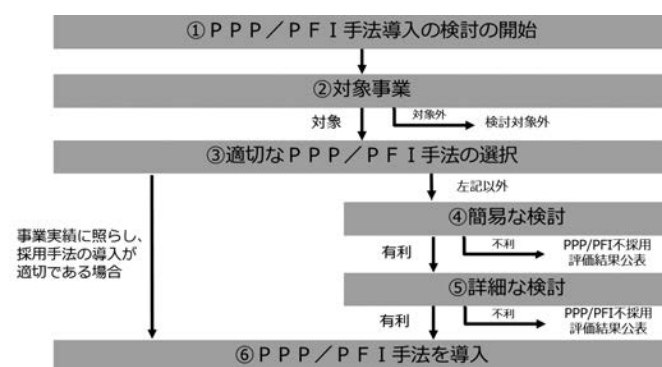 ①ＰＰＰ／ＰＦＩ手法導入の検討の開始
②対象事業
対象
対象外
検討対象外
③適切なＰＰＰ／ＰＦＩ手法の選択
左記以外
事業実績に照らし、
採用手法の導入が
適切である場合
④簡易な検討
有利
不利
PPP/PFI不採用
評価結果公表
⑤詳細な検討
有利
不利
PPP/PFI不採用
評価結果公表
⑥ＰＰＰ／ＰＦＩ手法を導入